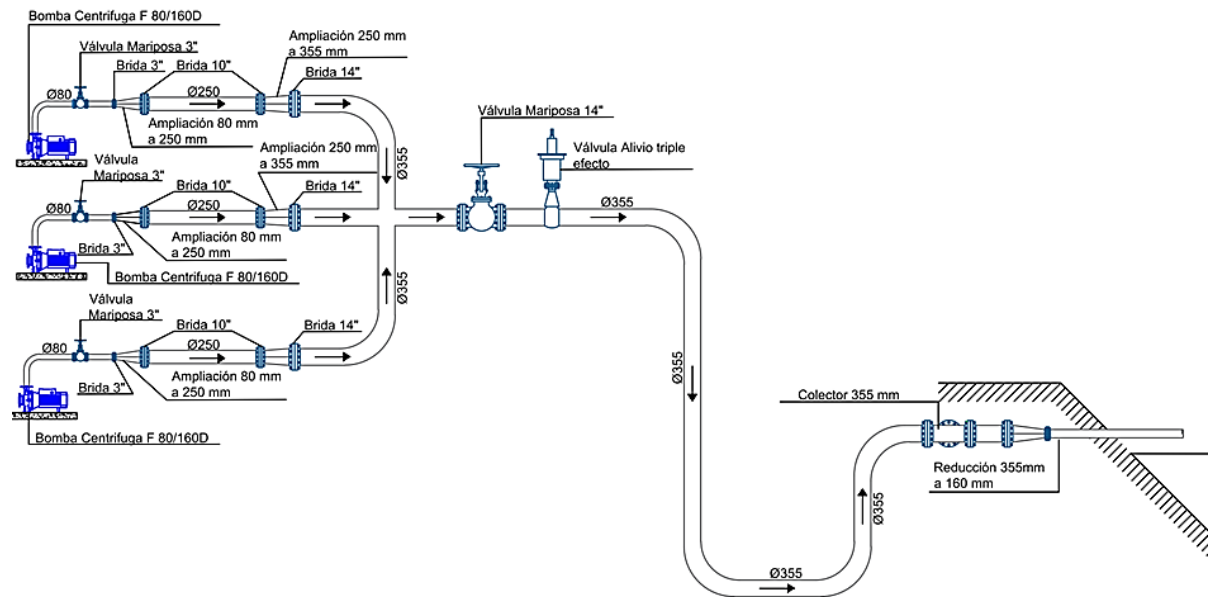 Bomba Centrifuga F 80/160D
Válvula Mariposa 3"
Brida 3"
Brida 10"
Ampliación 250 mm
a 355 mm
Brida 14"
Ø80
Ø250
Ampliación 80 mm
a 250 mm
Ø355
Válvula
Mariposa 3"
Brida 10"
Ampliación 250 mm
a 355 mm
Brida 14"
Ø80
Ø250
Brida 3"
Ampliación 80 mm
a 250 mm
Bomba Centrifuga F 80/160D
Ø355
Válvula
Mariposa 3"
Brida 10"
Brida 14"
Ø80
Ø250
Brida 3"
Ampliación 80 mm
a 250 mm
Bomba Centrifuga F 80/160D
Válvula Mariposa 14"
Válvula Alivio triple
efecto
Ø355
Ø355
Ø355
Ø355
Colector 355 mm
Reducción 355mm
a 160 mm